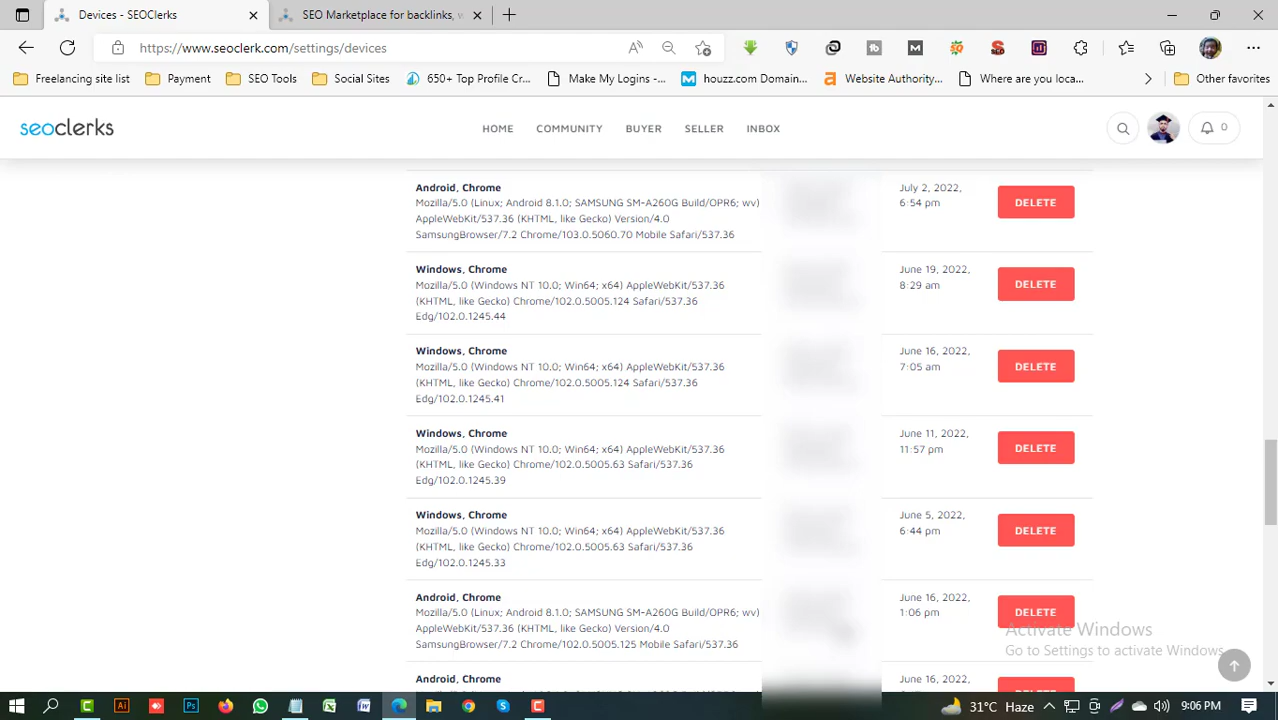 Devices - SEOClerks
SEO Marketplace for backlinks,
https://www.seoclerk.com/settings/devices
Freelancing site list
Payment
SEO Tools
Social Sites
650+ Top Profile Cr...
Make My Logins -...
houzz.com Domain...
Website Authority...
Where are you loca...
Other favorites
seoclerks
HOME
COMMUNITY
BUYER
SELLER
INBOX
0
Android, Chrome
Mozilla/5.0 (Linux; Android 8.1.0; SAMSUNG SM-A260G Build/OPR6; wv)
AppleWebKit/537.36 (KHTML, like Gecko) Version/4.0
SamsungBrowser/7.2 Chrome/103.0.5060.70 Mobile Safari/537.36
July 2, 2022,
6:54 pm
DELETE
Windows, Chrome
Mozilla/5.0 (Windows NT 10.0; Win64; x64) AppleWebKit/537.36
(KHTML, like Gecko) Chrome/102.0.5005.124 Safari/537.36
Edg/102.0.1245.44
June 19, 2022,
8:29 am
DELETE
Windows, Chrome
Mozilla/5.0 (Windows NT 10.0; Win64; x64) AppleWebKit/537.36
(KHTML, like Gecko) Chrome/102.0.5005.124 Safari/537.36
Edg/102.0.1245.41
June 16, 2022,
7:05 am
DELETE
Windows, Chrome
Mozilla/5.0 (Windows NT 10.0; Win64; x64) AppleWebKit/537.36
(KHTML, like Gecko) Chrome/102.0.5005.63 Safari/537.36
Edg/102.0.1245.39
June 11, 2022,
11:57 pm
DELETE
Windows, Chrome
Mozilla/5.0 (Windows NT 10.0; Win64; x64) AppleWebKit/537.36
(KHTML, like Gecko) Chrome/102.0.5005.63 Safari/537.36
Edg/102.0.1245.33
June 5, 2022,
6:44 pm
DELETE
Android, Chrome
Mozilla/5.0 (Linux; Android 8.1.0; SAMSUNG SM-A260G Build/OPR6; wv)
AppleWebKit/537.36 (KHTML, like Gecko) Version/4.0
SamsungBrowser/7.2 Chrome/102.0.5005.125 Mobile Safari/537.36
June 16, 2022,
1:06 pm
DELETE
Android, Chrome
June 16, 2022,
Activate Windows
Go to Settings to activate Windows.
31°C Haze
9:06 PM